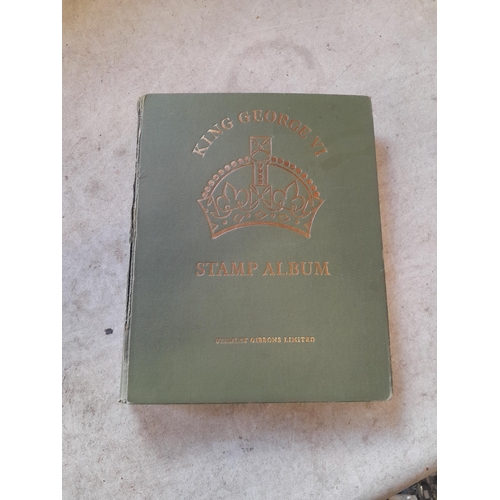 KING GEORGE VI
STAMP ALBUM
STANLEY GIBBONS LIMITED